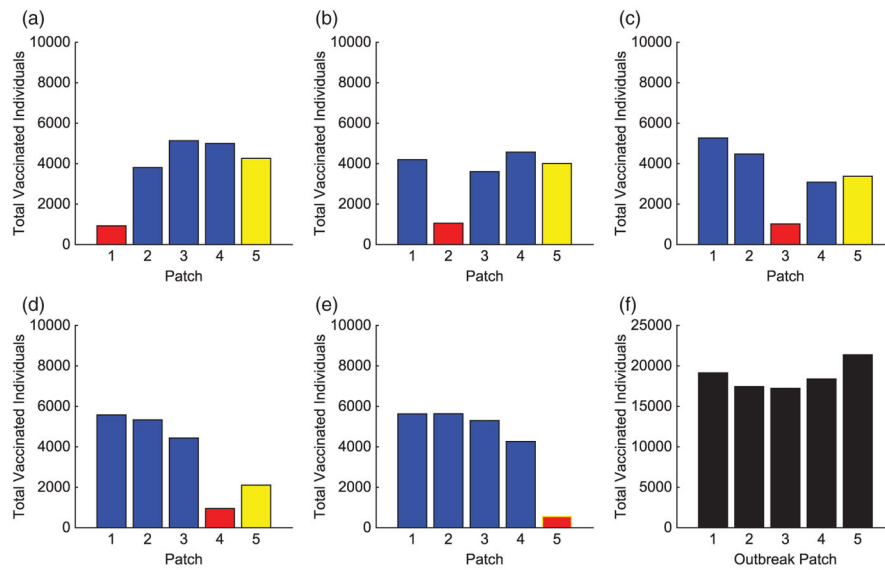 (a)
10000
8000
6000
4000
2000
0
Total Vaccinated Individuals
1 2 3 4 5
Patch
(b)
10000
8000
6000
4000
2000
0
Total Vaccinated Individuals
1 2 3 4 5
Patch
(c)
10000
8000
6000
4000
2000
0
Total Vaccinated Individuals
1 2 3 4 5
Patch
(d)
10000
8000
6000
4000
2000
0
Total Vaccinated Individuals
1 2 3 4 5
Patch
(e)
10000
8000
6000
4000
2000
0
Total Vaccinated Individuals
1 2 3 4 5
Patch
(f)
25000
20000
15000
10000
5000
0
Total Vaccinated Individuals
1 2 3 4 5
Outbreak Patch